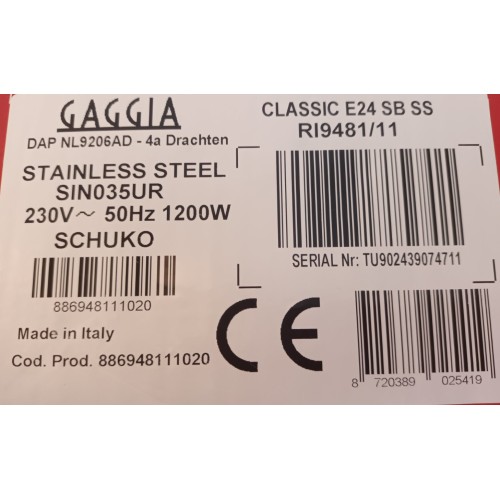 GAGGIA
DAP NL9206AD - 4a Drachten
STAINLESS STEEL
SIN035UR
230V~ 50Hz 1200W
SCHUKO
886948111020
Made in Italy
Cod. Prod. 886948111020
CLASSIC E24 SB SS
RI9481/11
SERIAL Nr: TU902439074711
CE
8 720389 025419